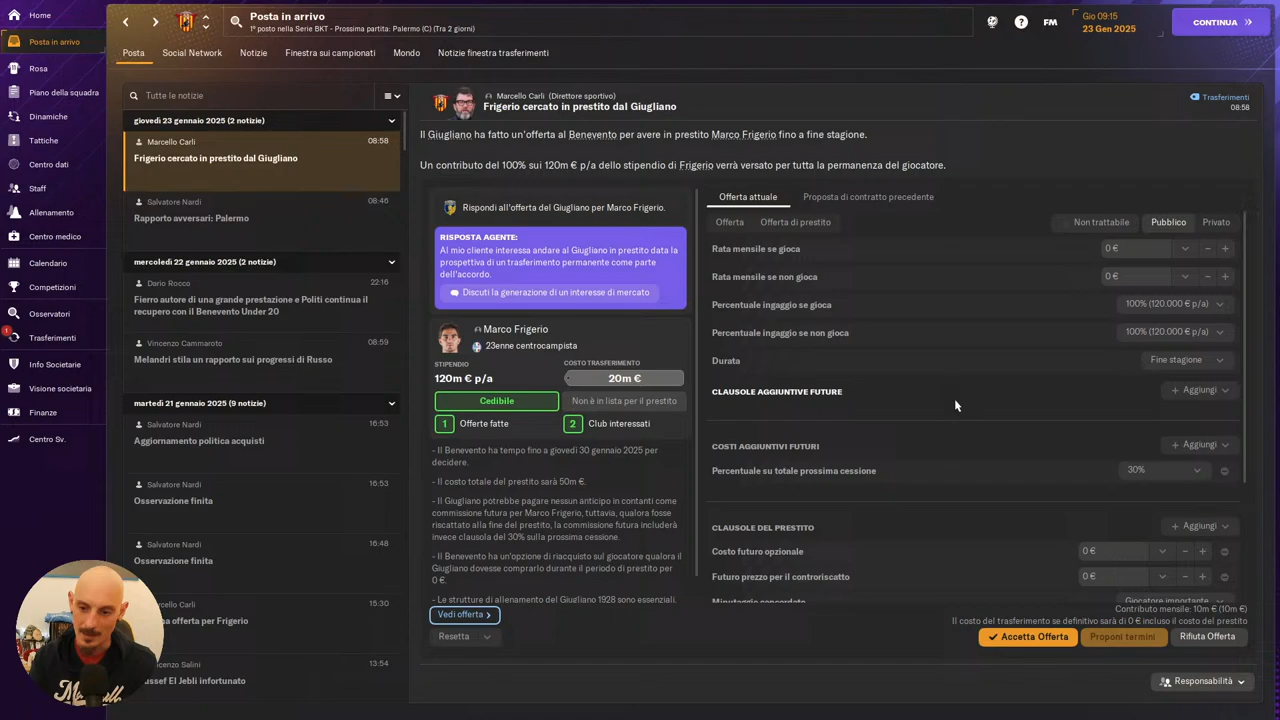 Home
Posta in arrivo
Rosa
Piano della squadra
Dinamiche
Tattiche
Centro dati
Staff
Allenamento
Centro medico
Calendario
Competizioni
Osservatori
1
Trasferimenti
Info Societarie
Visione societaria
Finanze
Centro Sv.
Posta in arrivo
1º posto nella Serie BKT - Prossima partita: Palermo (C) (Tra 2 giorni)
FM
Gio 09:15
23 Gen 2025
CONTINUA
Posta
Social Network
Notizie
Finestra sui campionati
Mondo
Notizie finestra trasferimenti
Tutte le notizie
giovedì 23 gennaio 2025 (2 notizie)
Marcello Carli
08:58
Frigerio cercato in prestito dal Giugliano
Salvatore Nardi
08:46
Rapporto avversari: Palermo
mercoledì 22 gennaio 2025 (2 notizie)
Dario Rocco
22:16
Fierro autore di una grande prestazione e Politi continua il
recupero con il Benevento Under 20
Vincenzo Cammaroto
08:59
Melandri stila un rapporto sui progressi di Russo
martedì 21 gennaio 2025 (9 notizie)
Salvatore Nardi
16:53
Aggiornamento politica acquisti
Salvatore Nardi
16:53
Osservazione finita
Salvatore Nardi
16:48
Osservazione finita
Marcello Carli
15:30
offerta per Frigerio
Salini
13:54
El Jebli infortunato
Marcello Carli (Direttore sportivo)
Frigerio cercato in prestito dal Giugliano
Trasferimenti
08:58
Il Giugliano ha fatto un'offerta al Benevento per avere in prestito Marco Frigerio fino a fine stagione.
Un contributo del 100% sui 120m € p/a dello stipendio di Frigerio verrà versato per tutta la permanenza del giocatore.
Rispondi all'offerta del Giugliano per Marco Frigerio.
RISPOSTA AGENTE:
Al mio cliente interessa andare al Giugliano in prestito data la
prospettiva di un trasferimento permanente come parte
dell'accordo.
Discuti la generazione di un interesse di mercato
Marco Frigerio
23enne centrocampista
STIPENDIO
COSTO TRASFERIMENTO
120m € p/a
20m €
Cedibile
Non è in lista per il prestito
1
Offerte fatte
2
Club interessati
- Il Benevento ha tempo fino a giovedì 30 gennaio 2025 per
decidere.
- Il costo totale del prestito sarà 50m €.
- Il Giugliano potrebbe pagare nessun anticipo in contanti come
commissione futura per Marco Frigerio, tuttavia, qualora fosse
riscattato alla fine del prestito, la commissione futura includerà
invece clausola del 30% sulla prossima cessione.
- Il Benevento ha un'opzione di riacquisto sul giocatore qualora il
Giugliano dovesse comprarlo durante il periodo di prestito per
0 €.
- Le strutture di allenamento del Giugliano 1928 sono essenziali.
Vedi offerta
Resetta
Offerta attuale
Proposta di contratto precedente
Offerta
Offerta di prestito
Non trattabile
Pubblico
Privato
Rata mensile se gioca
0 €
Rata mensile se non gioca
0 €
Percentuale ingaggio se gioca
100% (120.000 € p/a)
Percentuale ingaggio se non gioca
100% (120.000 € p/a)
Durata
Fine stagione
CLAUSOLE AGGIUNTIVE FUTURE
+ Aggiungi
COSTI AGGIUNTIVI FUTURI
+ Aggiungi
Percentuale su totale prossima cessione
30%
CLAUSOLE DEL PRESTITO
+ Aggiungi
Costo futuro opzionale
0 €
Futuro prezzo per il controriscatto
0 €
Minutaggio concordato
Giocatore importante
Contributo mensile: 10m € (10m €)
Il costo del trasferimento se definitivo sarà di 0 € incluso il costo del prestito
Accetta Offerta
Proponi termini
Rifiuta Offerta
Responsabilità